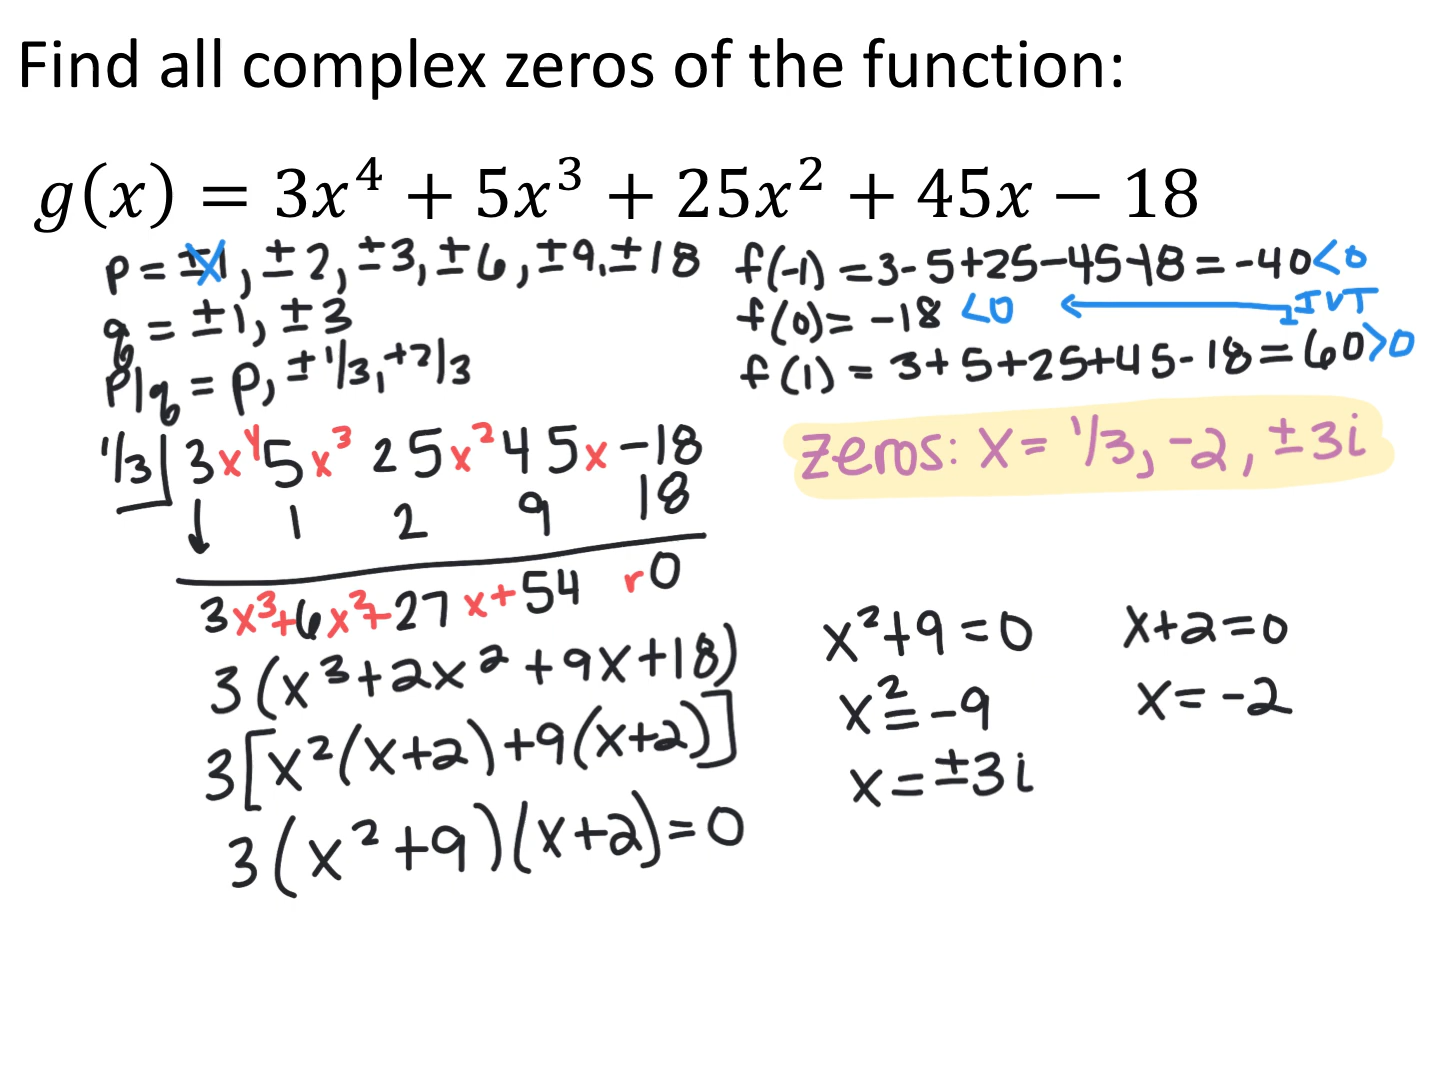 Find all complex zeros of the function:
g(x) = 3x⁴ + 5x³ + 25x² + 45x − 18
p = ±1, ±2, ±3, ±6, ±9, ±18
q = ±1, ±3
p/q = p, ±1/3, ±2/3
f(-1) = 3-5+25-45-18 = -40 <0
f(0) = -18 <0
IVT
f(1) = 3+5+25+45-18 = 60 >0
zeros: x = 1/3, -2, ±3i
1/3 | 3x⁴ 5x³ 25x² 45x -18
↓ 1 2 9 18
3x³+6x²+27x+54 r0
3(x³+2x²+9x+18)
3[x²(x+2)+9(x+2)]
3(x²+9)(x+2)=0
x²+9=0
x²=-9
x=±3i
x+2=0
x=-2